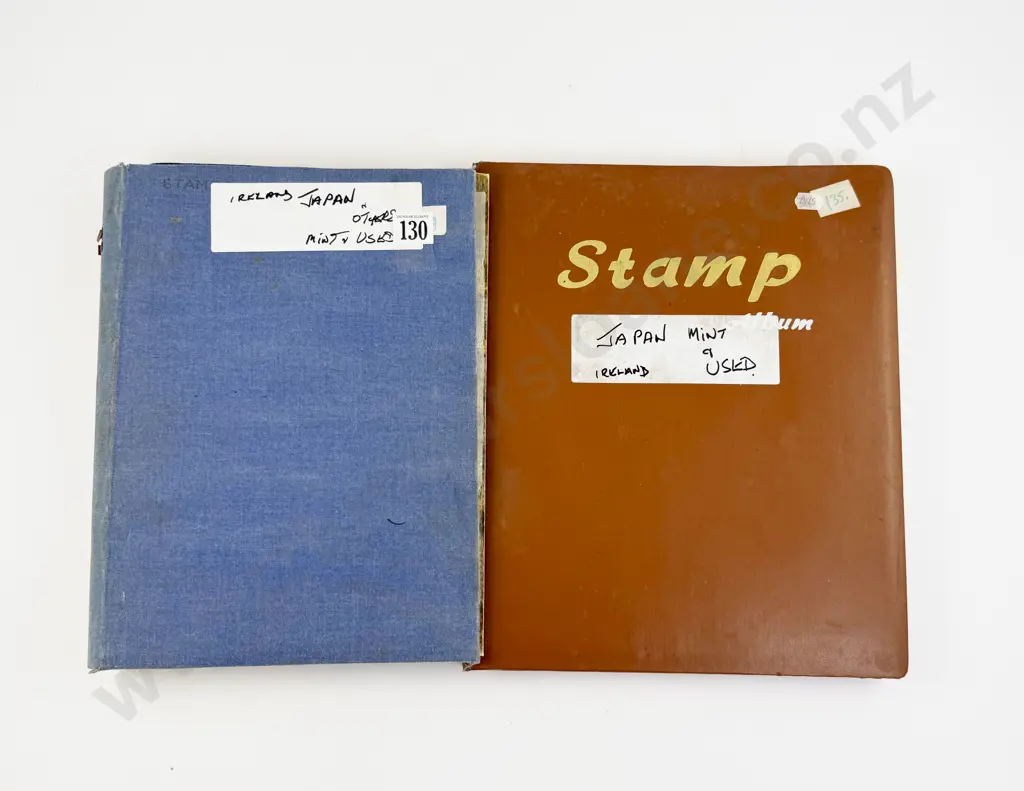 STAM
IRELAND JAPAN
"
OTHERS
MINT & USED
130
135.
Stamp
Album
JAPAN MINT
&
IRELAND USED.